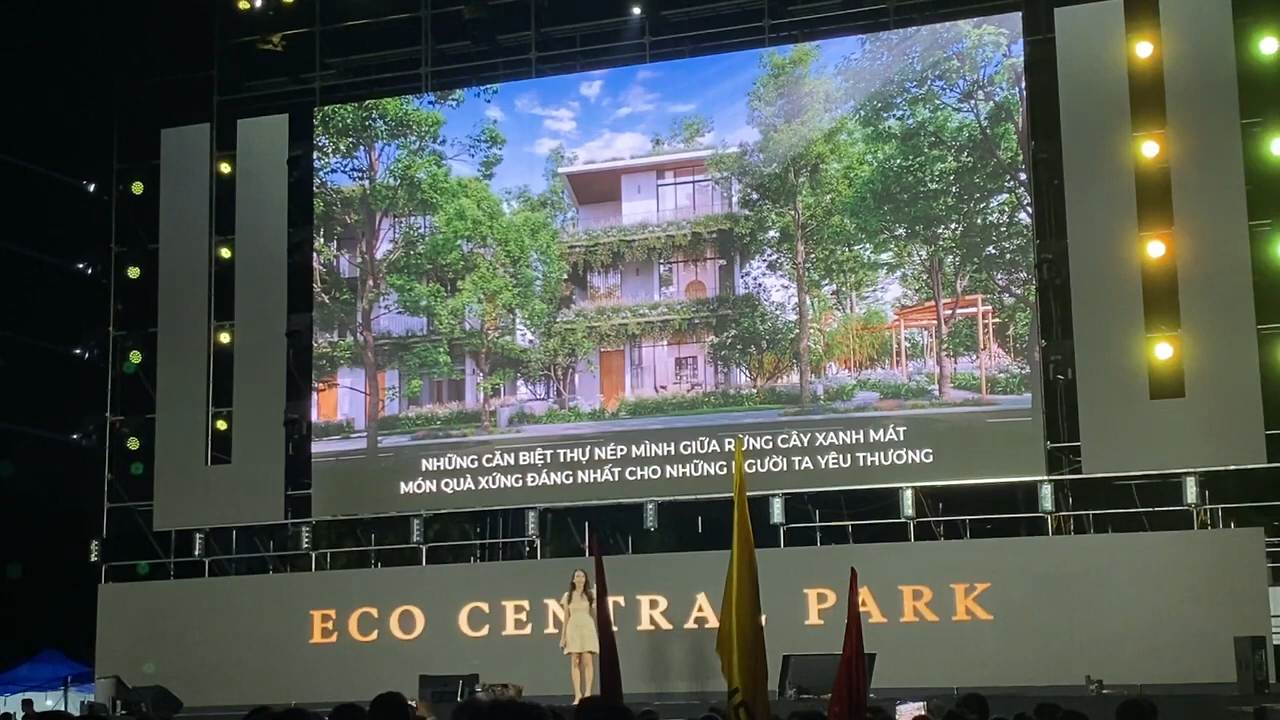 NHỮNG CĂN BIỆT THỰ NÉP MÌNH GIỮA RỪNG CÂY XANH MÁT
MÓN QUÀ XỨNG ĐÁNG NHẤT CHO NHỮNG NGƯỜI TA YÊU THƯƠNG
ECO CENTRAL PARK